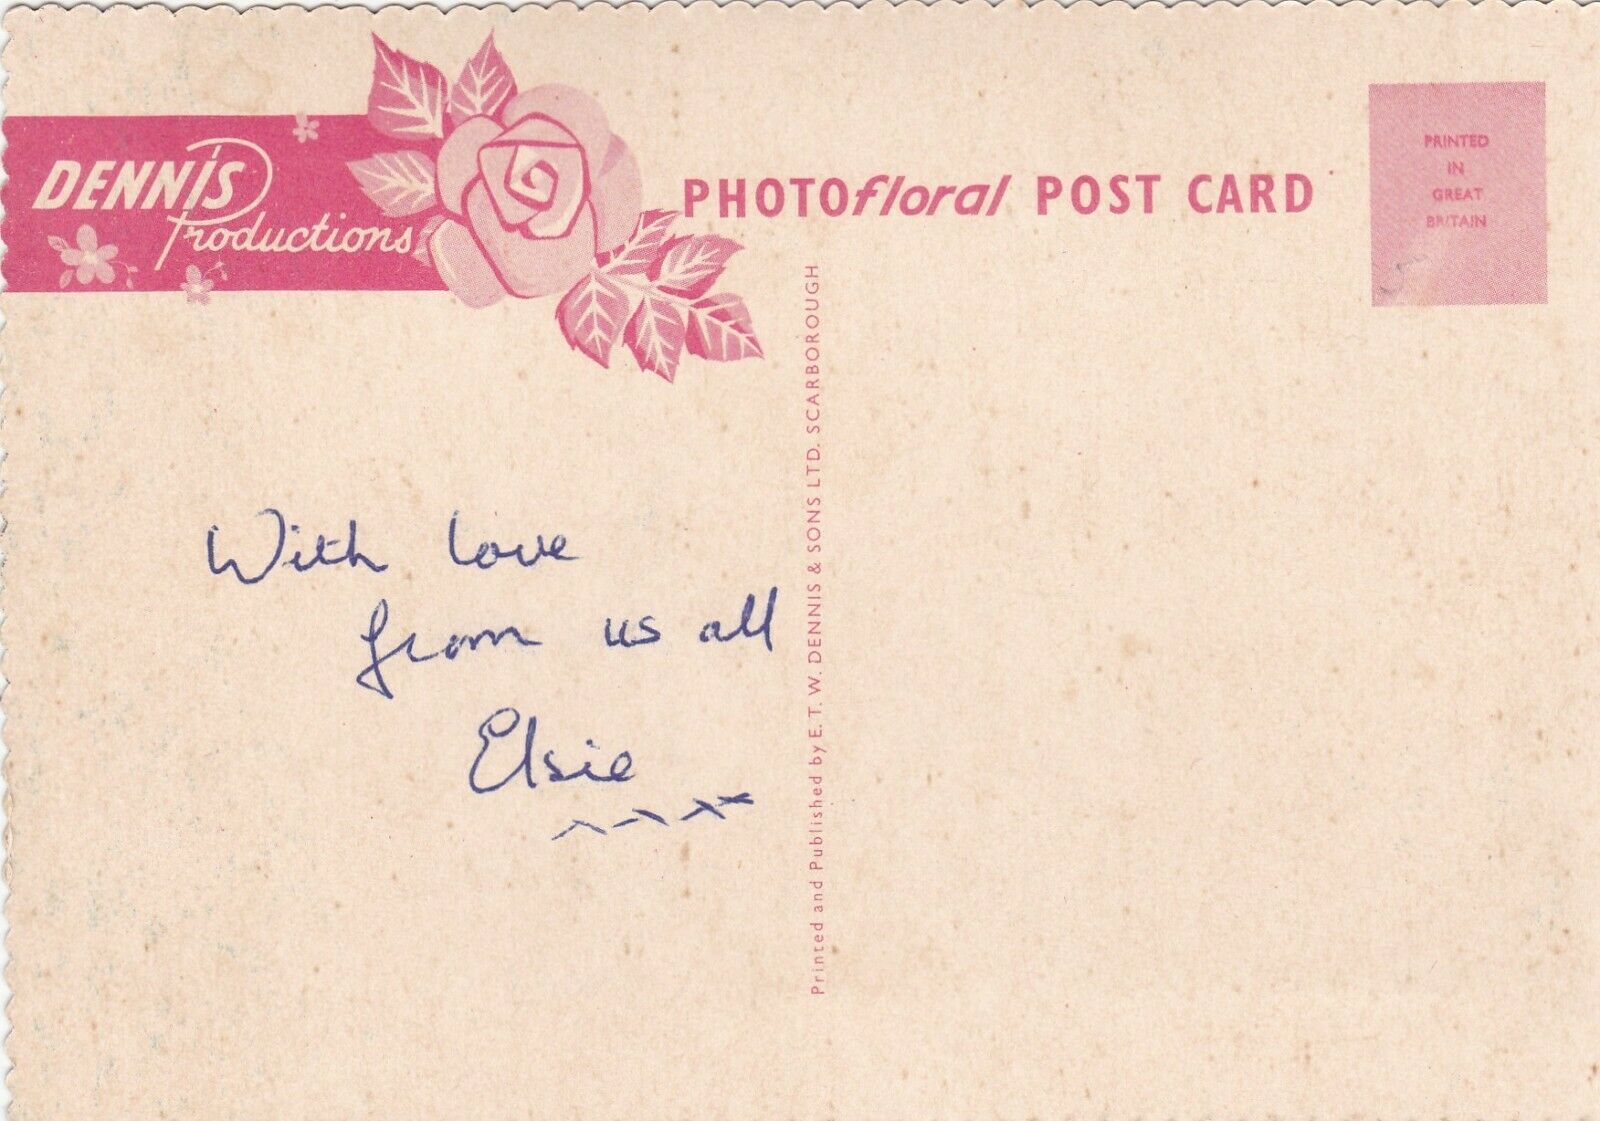 DENNIS
Productions
PHOTOfloral POST CARD
PRINTED
IN
GREAT
BRITAIN
Printed and Published by E. T. W. DENNIS & SONS LTD. SCARBOROUGH
With love
from us all
Elsie
xxxx